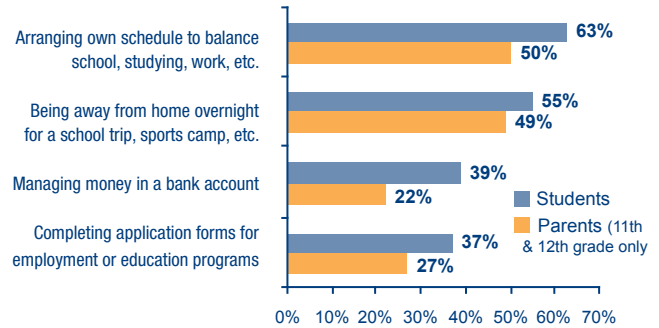 Arranging own schedule to balance
school, studying, work, etc.
63%
50%
Being away from home overnight
for a school trip, sports camp, etc.
55%
49%
Managing money in a bank account
39%
22%
Students
Parents (11th
& 12th grade only
Completing application forms for
employment or education programs
37%
27%
0% 10% 20% 30% 40% 50% 60% 70%